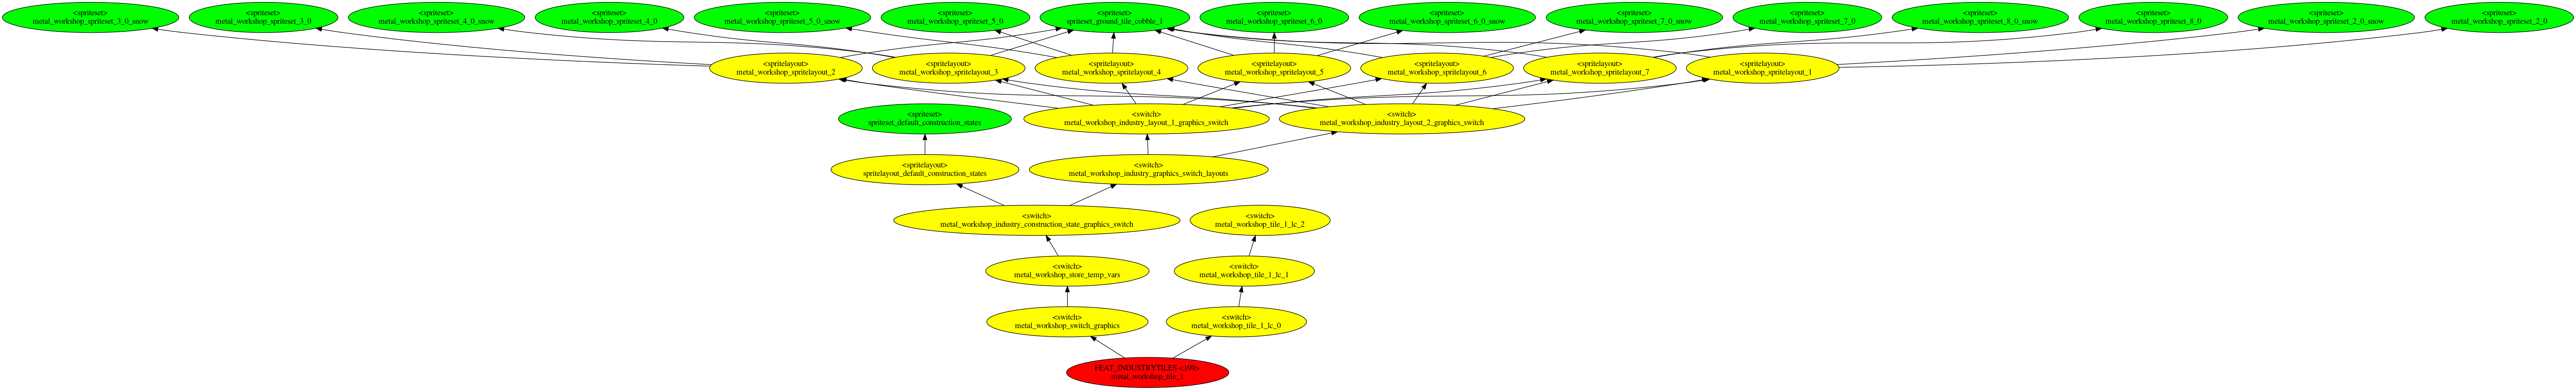 <spriteset>
metal_workshop_spriteset_3_0_snow
<spriteset>
metal_workshop_spriteset_3_0
<spriteset>
metal_workshop_spriteset_4_0_snow
<spriteset>
metal_workshop_spriteset_4_0
<spriteset>
metal_workshop_spriteset_5_0_snow
<spriteset>
metal_workshop_spriteset_5_0
<spriteset>
spriteset_ground_tile_cobble_1
<spriteset>
metal_workshop_spriteset_6_0
<spriteset>
metal_workshop_spriteset_6_0_snow
<spriteset>
metal_workshop_spriteset_7_0_snow
<spriteset>
metal_workshop_spriteset_7_0
<spriteset>
metal_workshop_spriteset_8_0_snow
<spriteset>
metal_workshop_spriteset_8_0
<spriteset>
metal_workshop_spriteset_2_0_snow
<spriteset>
metal_workshop_spriteset_2_0
<spritelayout>
metal_workshop_spritelayout_2
<spritelayout>
metal_workshop_spritelayout_3
<spritelayout>
metal_workshop_spritelayout_4
<spritelayout>
metal_workshop_spritelayout_5
<spritelayout>
metal_workshop_spritelayout_6
<spritelayout>
metal_workshop_spritelayout_7
<spritelayout>
metal_workshop_spritelayout_1
<spriteset>
spriteset_default_construction_states
<switch>
metal_workshop_industry_layout_1_graphics_switch
<switch>
metal_workshop_industry_layout_2_graphics_switch
<spritelayout>
spritelayout_default_construction_states
<switch>
metal_workshop_industry_graphics_switch_layouts
<switch>
metal_workshop_industry_construction_state_graphics_switch
<switch>
metal_workshop_tile_1_lc_2
<switch>
metal_workshop_store_temp_vars
<switch>
metal_workshop_tile_1_lc_1
<switch>
metal_workshop_switch_graphics
<switch>
metal_workshop_tile_1_lc_0
FEAT_INDUSTRYTILES <199>
metal_workshop_tile_1